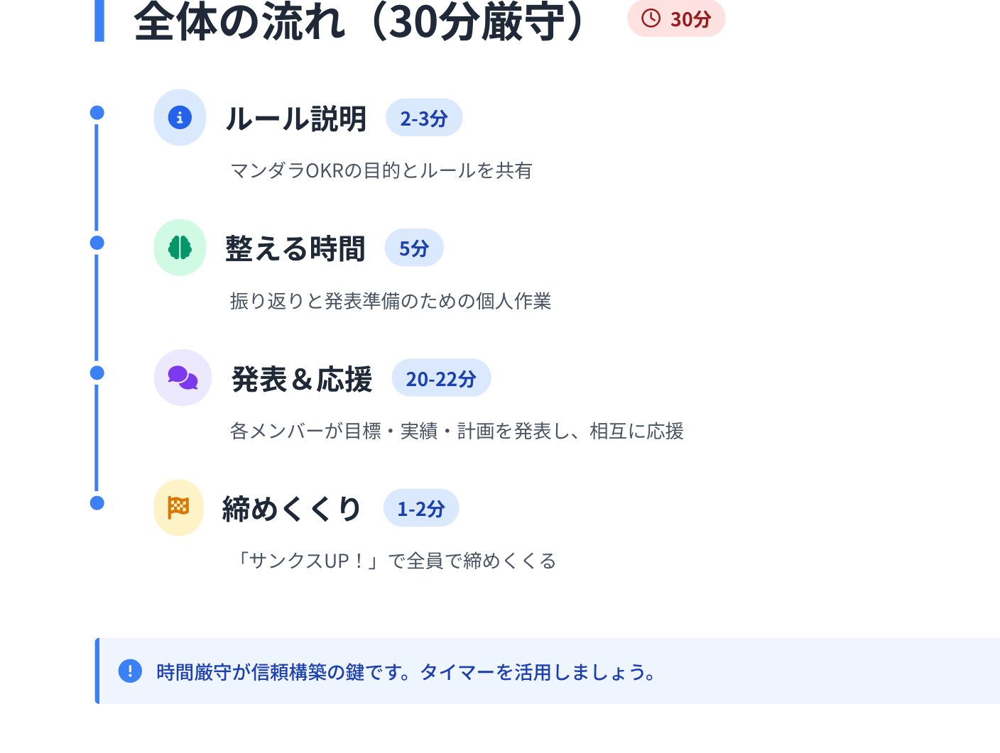 全体の流れ（30分厳守） 30分
ルール説明 2-3分
マンダラOKRの目的とルールを共有
整える時間 5分
振り返りと発表準備のための個人作業
発表＆応援 20-22分
各メンバーが目標・実績・計画を発表し、相互に応援
締めくくり 1-2分
「サンクスUP！」で全員で締めくくる
時間厳守が信頼構築の鍵です。タイマーを活用しましょう。